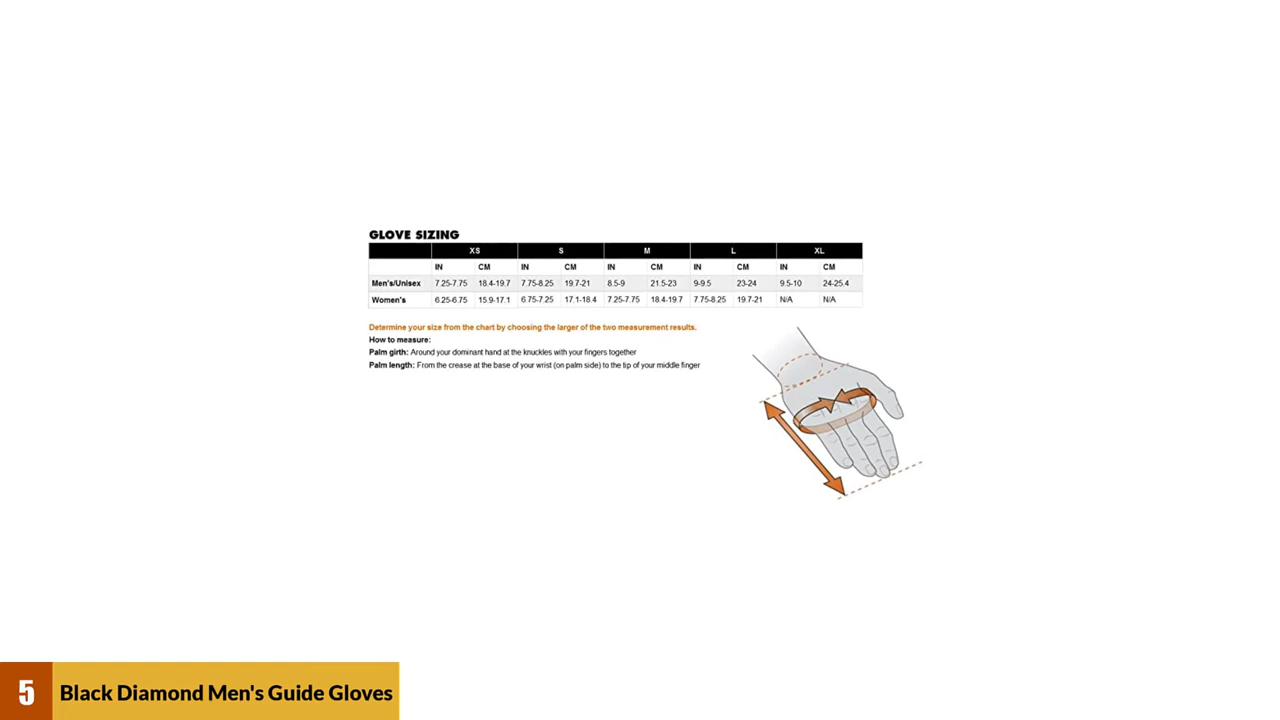 GLOVE SIZING
XS S M L XL
IN CM IN CM IN CM IN CM IN CM
Men's/Unisex 7.25-7.75 18.4-19.7 7.75-8.25 19.7-21 8.5-9 21.5-23 9-9.5 23-24 9.5-10 24-25.4
Women's 6.25-6.75 15.9-17.1 6.75-7.25 17.1-18.4 7.25-7.75 18.4-19.7 7.75-8.25 19.7-21 N/A N/A
Determine your size from the chart by choosing the larger of the two measurement results.
How to measure:
Palm girth: Around your dominant hand at the knuckles with your fingers together
Palm length: From the crease at the base of your wrist (on palm side) to the tip of your middle finger
5 Black Diamond Men's Guide Gloves